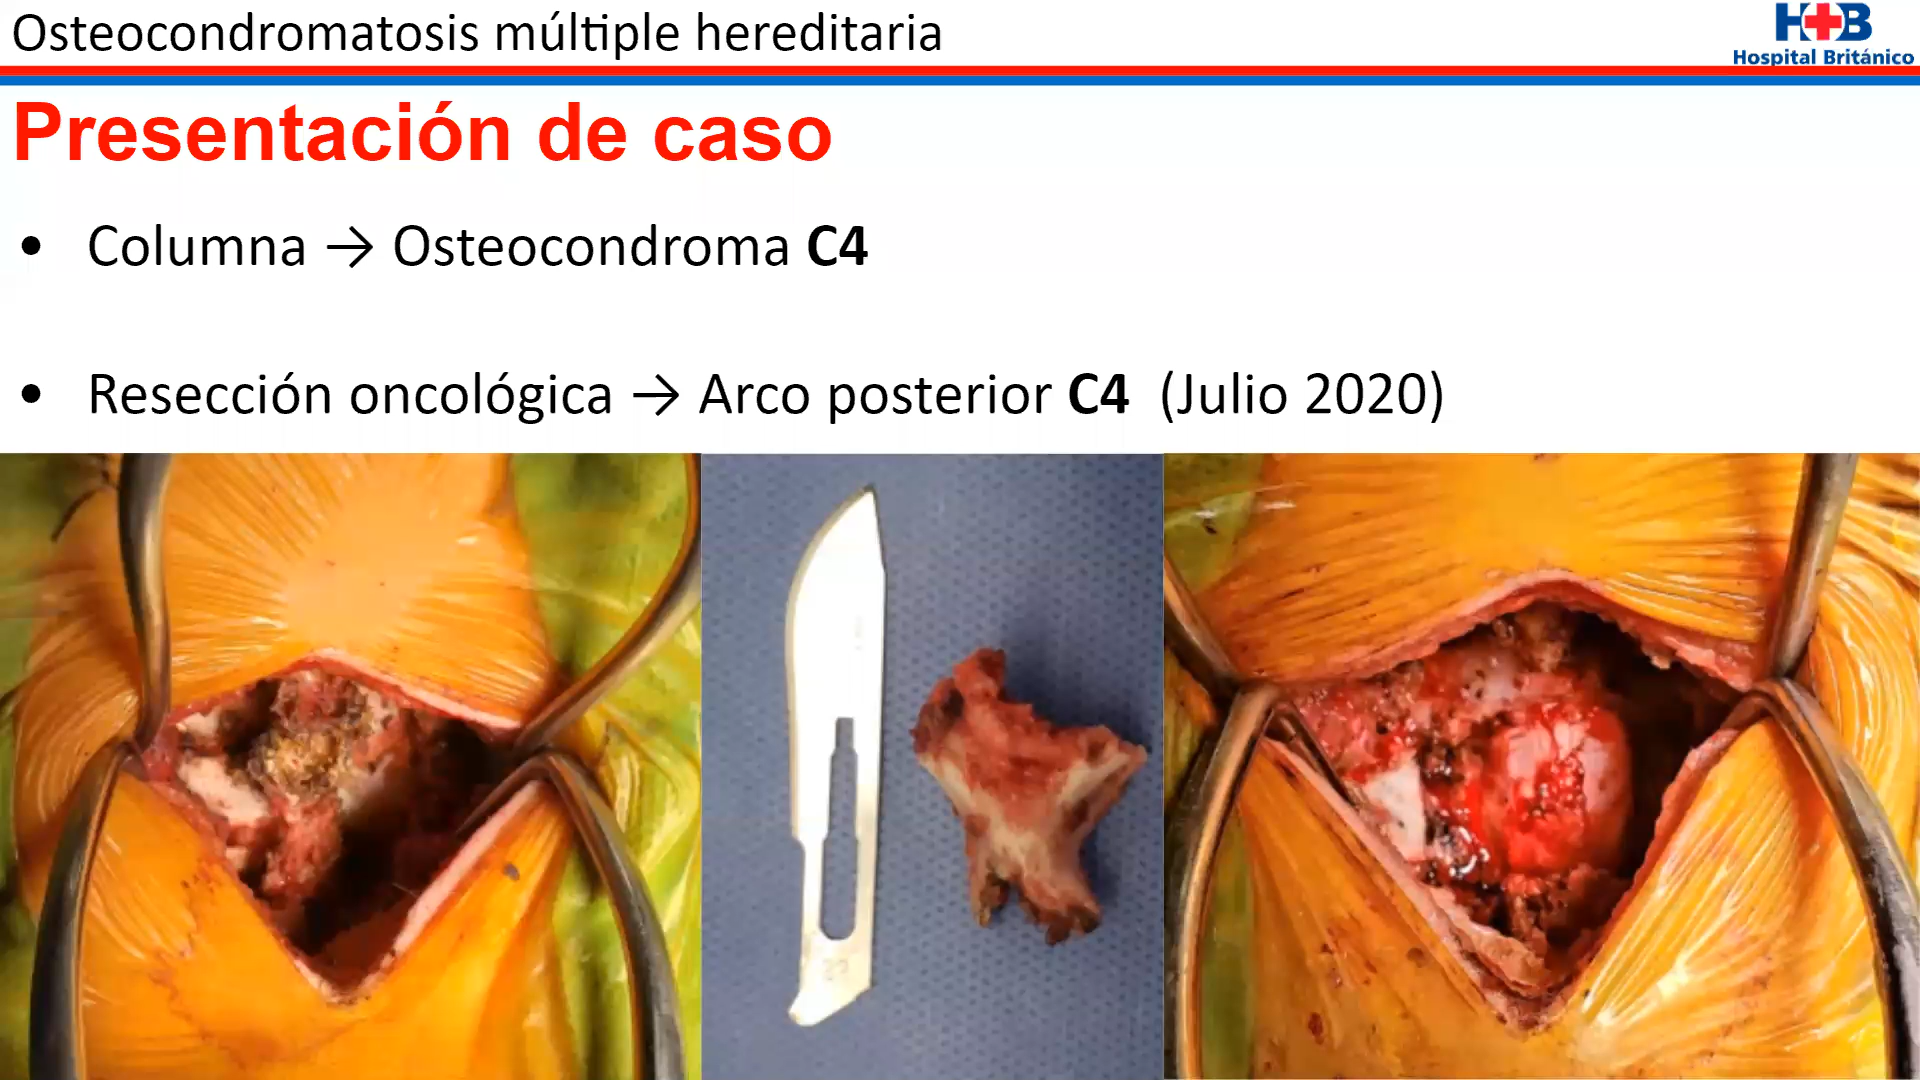 Osteocondromatosis múltiple hereditaria
H+B
Hospital Británico
Presentación de caso
• Columna → Osteocondroma C4
• Resección oncológica → Arco posterior C4 (Julio 2020)